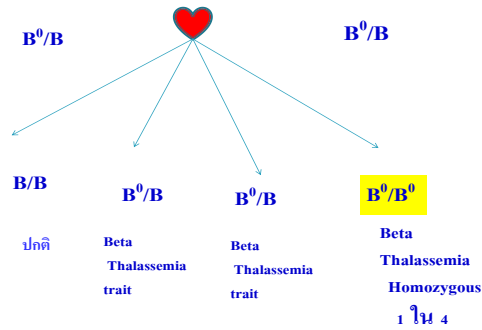 B⁰/B
B⁰/B
B/B
B⁰/B
B⁰/B
B⁰/B⁰
ปกติ
Beta
Thalassemia
trait
Beta
Thalassemia
trait
Beta
Thalassemia
Homozygous
1 ใน 4